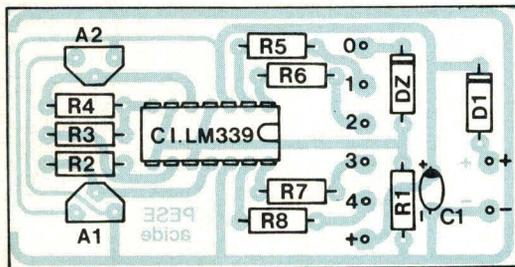 A2
R4
R3
R2
A1
C I.LM339
PESE
acide
R5
R6
R7
R8
0
1
2
3
4
+
DZ
R1
D1
+
C1
-
+
+
-
-